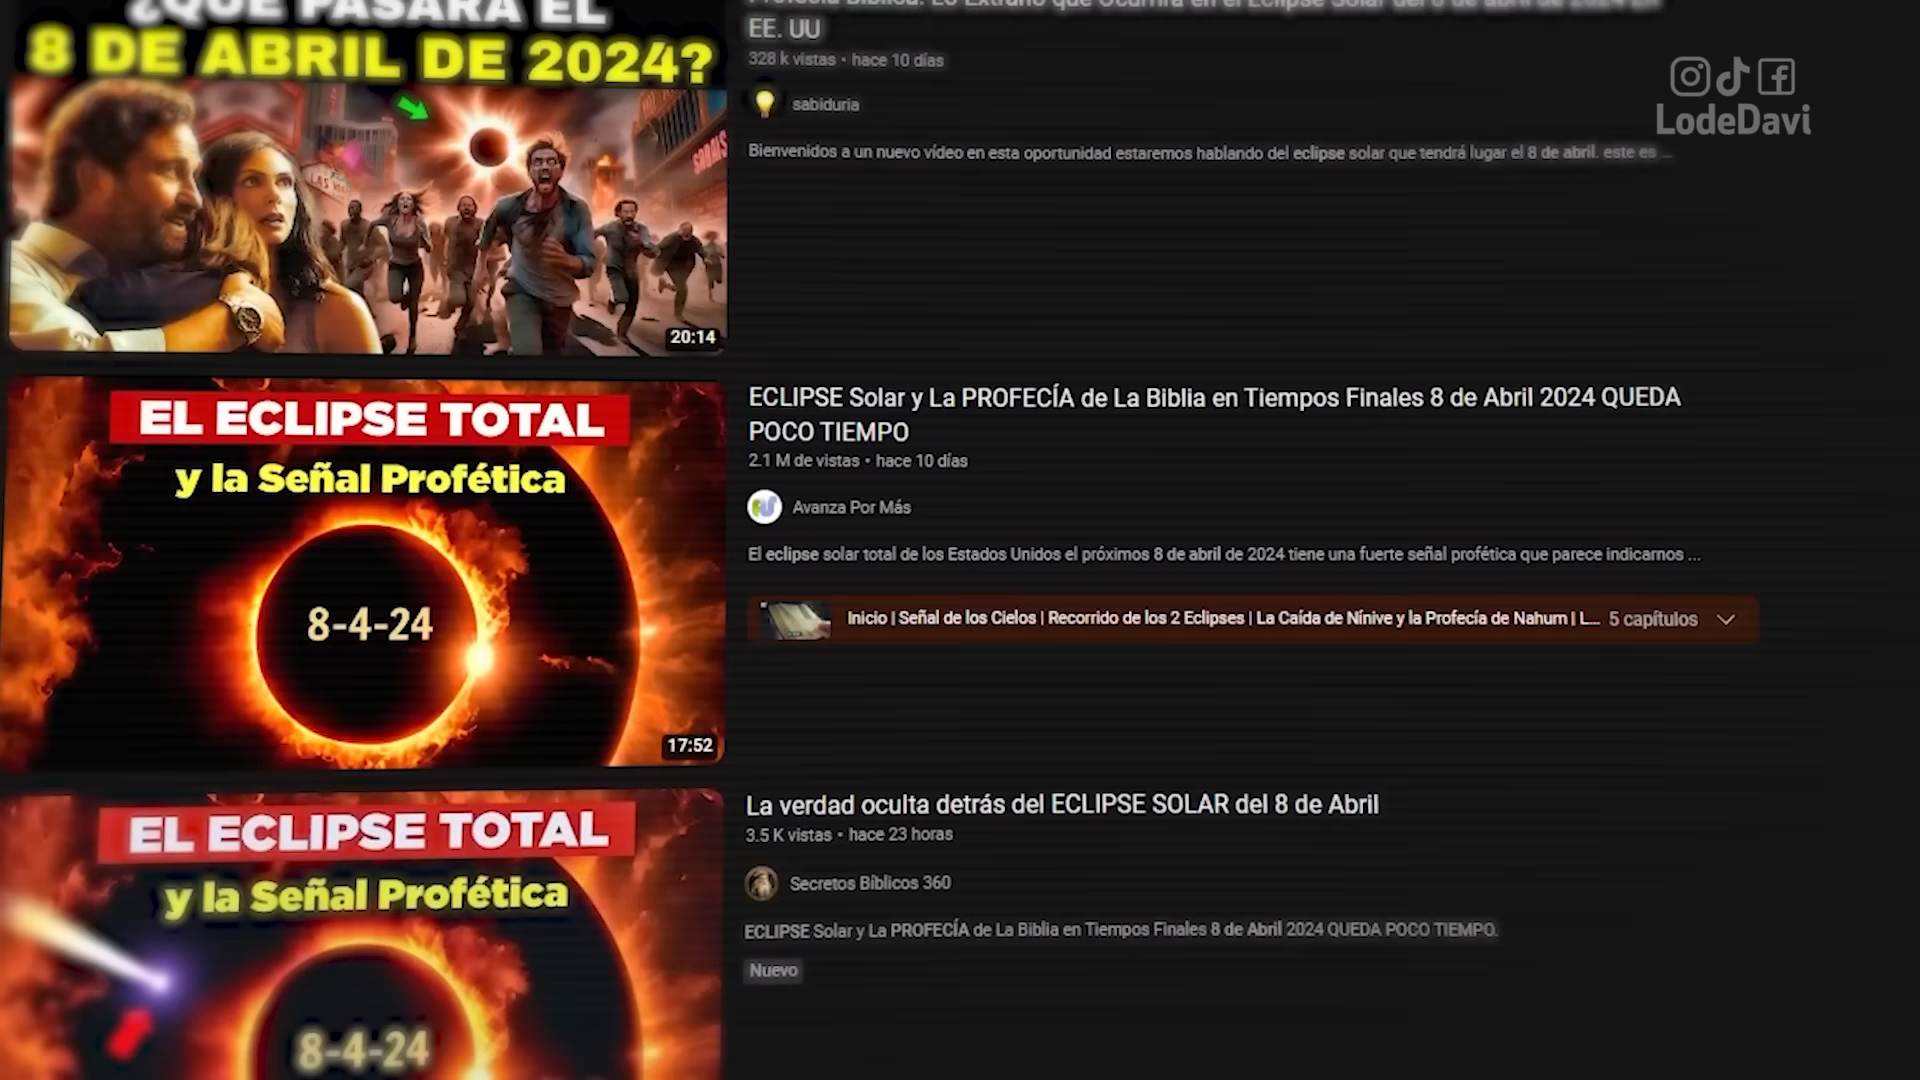 ¿QUÉ PASARÁ EL
8 DE ABRIL DE 2024?
LAS
20:14
EE. UU
328 k vistas • hace 10 días
sabiduria
Bienvenidos a un nuevo vídeo en esta oportunidad estaremos hablando del eclipse solar que tendrá lugar el 8 de abril. este es ...
LodeDavi
EL ECLIPSE TOTAL
y la Señal Profética
8-4-24
17:52
ECLIPSE Solar y La PROFECÍA de La Biblia en Tiempos Finales 8 de Abril 2024 QUEDA
POCO TIEMPO
2.1 M de vistas • hace 10 días
Avanza Por Más
El eclipse solar total de los Estados Unidos el próximos 8 de abril de 2024 tiene una fuerte señal profética que parece indicarnos ...
Inicio | Señal de los Cielos | Recorrido de los 2 Eclipses | La Caída de Nínive y la Profecía de Nahum | L... 5 capítulos
EL ECLIPSE TOTAL
y la Señal Profética
8-4-24
La verdad oculta detrás del ECLIPSE SOLAR del 8 de Abril
3.5 K vistas • hace 23 horas
Secretos Bíblicos 360
ECLIPSE Solar y La PROFECÍA de La Biblia en Tiempos Finales 8 de Abril 2024 QUEDA POCO TIEMPO.
Nuevo